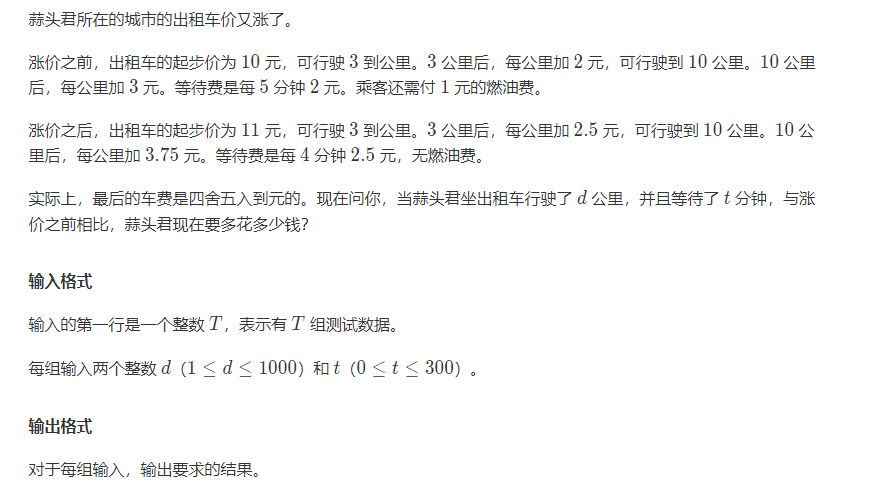 蒜头君所在的城市的出租车价又涨了。
涨价之前，出租车的起步价为 10 元，可行驶 3 到公里。3 公里后，每公里加 2 元，可行驶到 10 公里。10 公里
后，每公里加 3 元。等待费是每 5 分钟 2 元。乘客还需付 1 元的燃油费。
涨价之后，出租车的起步价为 11 元，可行驶 3 到公里。3 公里后，每公里加 2.5 元，可行驶到 10 公里。10 公
里后，每公里加 3.75 元。等待费是每 4 分钟 2.5 元，无燃油费。
实际上，最后的车费是四舍五入到元的。现在问你，当蒜头君坐出租车行驶了 d 公里，并且等待了 t 分钟，与涨
价之前相比，蒜头君现在要多花多少钱？
输入格式
输入的第一行是一个整数 T，表示有 T 组测试数据。
每组输入两个整数 d（1 ≤ d ≤ 1000）和 t（0 ≤ t ≤ 300）。
输出格式
对于每组输入，输出要求的结果。